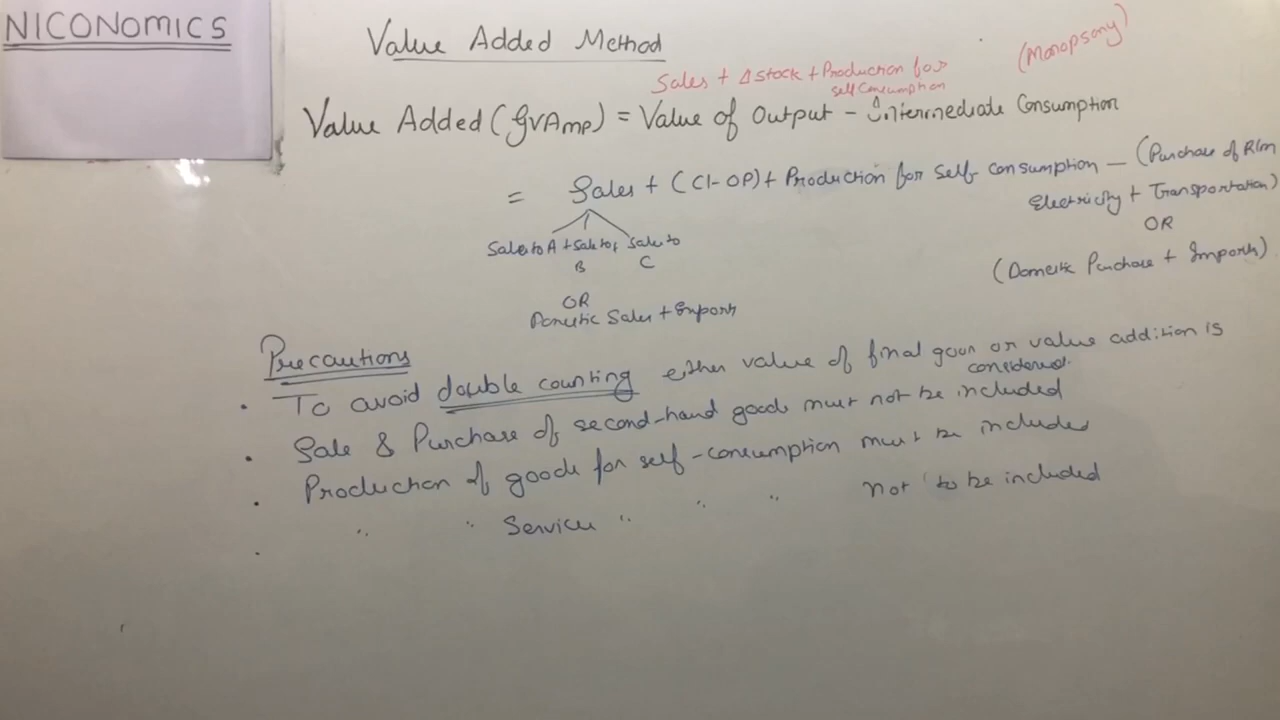 NICONOMICS
Value Added Method
(Monopsony)
Sales + Δstock + Production for
self Consumption
Value Added (GVAMP) = Value of Output - Intermediate Consumption
= Sales + (Cl-OP) + Production for Self Consumption - (Purchase of R/m
Electricity + Transportation)
OR
(Domestic Purchase + Imports)
Sales to A + Sale to Sale to
B C
OR
Domestic Sales + Exports
Precautions
• To avoid double counting either value of final goods or value addition is
considered.
• Sale & Purchase of second-hand goods must not be included
• Production of goods for self-consumption must be included
• " " Services " " " not to be included